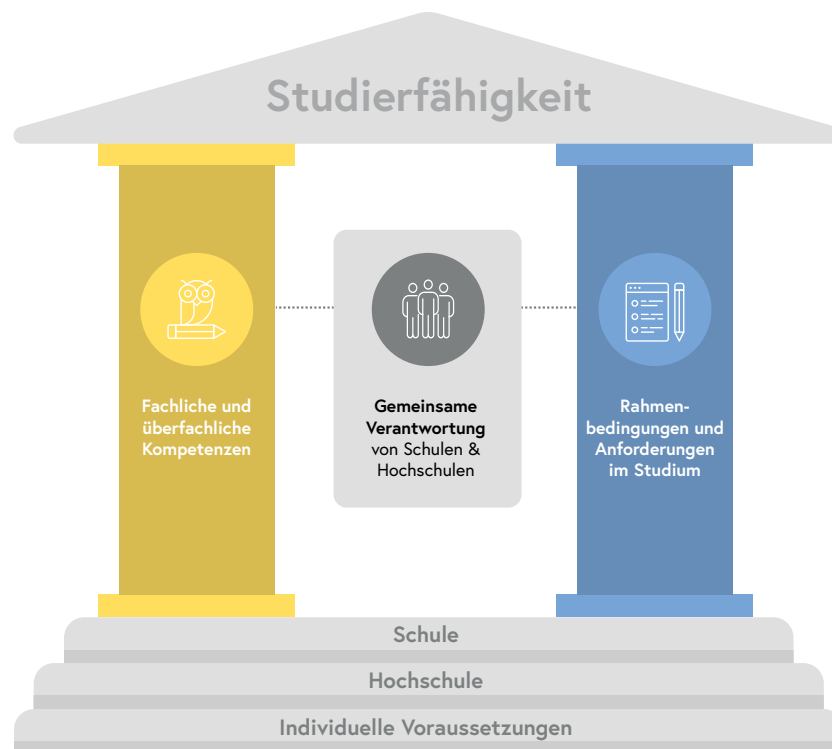 Studierfähigkeit
Fachliche und
überfachliche
Kompetenzen
Gemeinsame
Verantwortung
von Schulen &
Hochschulen
Rahmen-
bedingungen und
Anforderungen
im Studium
Schule
Hochschule
Individuelle Voraussetzungen